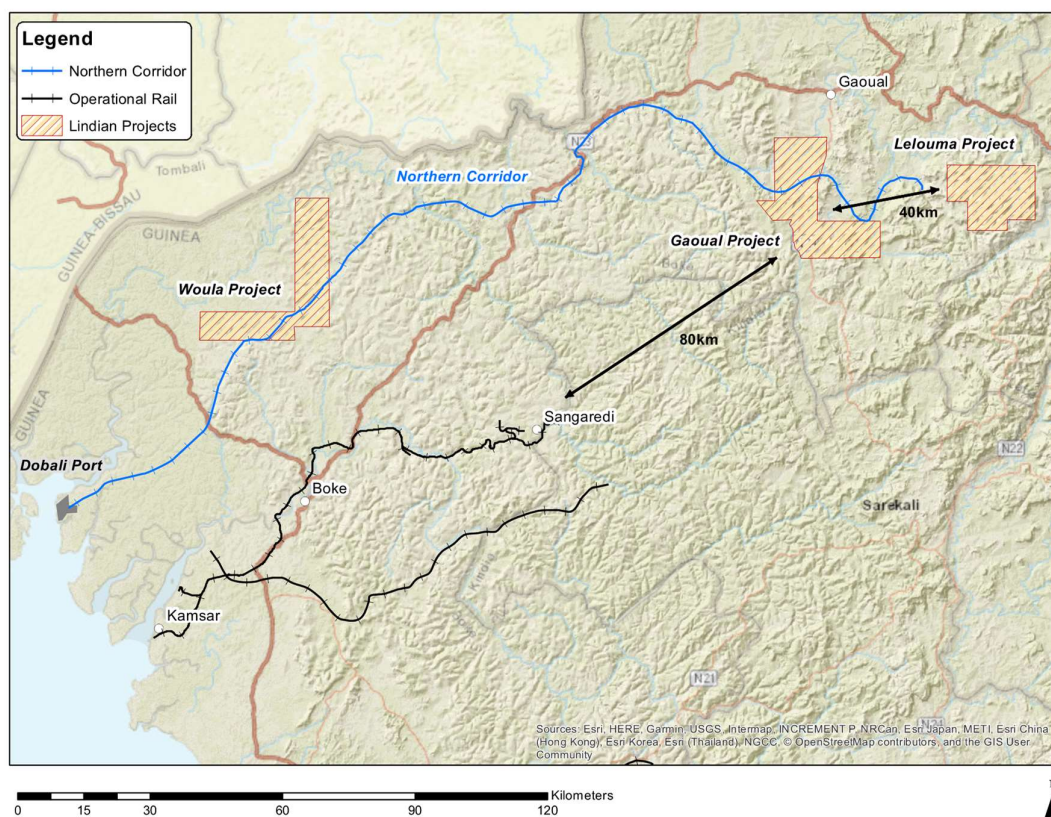 Legend
Northern Corridor
Operational Rail
Lindian Projects
Gaoual
N23
Lelouma Project
Tombali
Northern Corridor
GUINEA-BISSAU
GUINEA
40km
Gaoual Project
Woula Project
80km
GUINEA
Sangaredi
N22
Dobali Port
Boke
Sarekali
Kamsar
N21
Sources: Esri, HERE, Garmin, USGS, Intermap, INCREMENT P, NRCan, Esri Japan, METI, Esri China
(Hong Kong), Esri Korea, Esri (Thailand), NGCC, © OpenStreetMap contributors, and the GIS User
Community
Kilometers
0 15 30 60 90 120